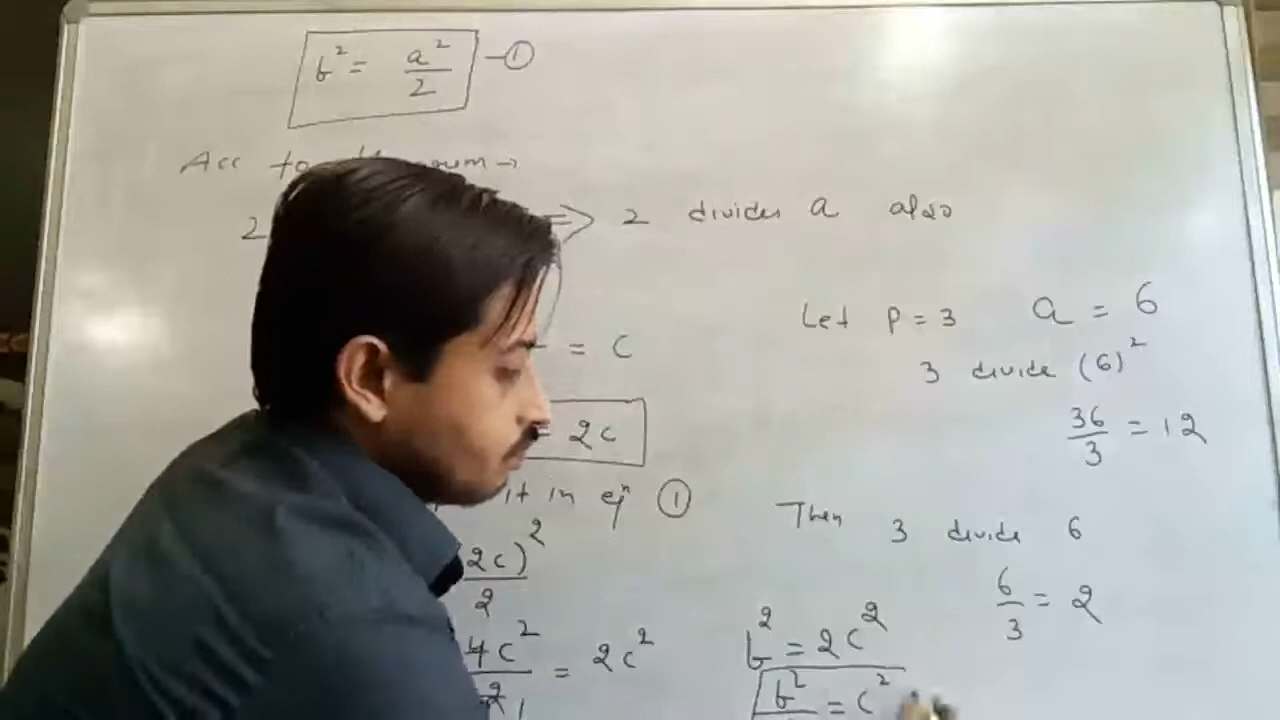 b² = a²/2 —①
Acc to →
2 => 2 divides a also
= c
= 2c
it in eqⁿ ①
2c)²/2
4c²/2 = 2c²
1
Let P = 3 a = 6
3 divide (6)²
36/3 = 12
Then 3 divide 6
6/3 = 2
b² = 2c²
b² = c²